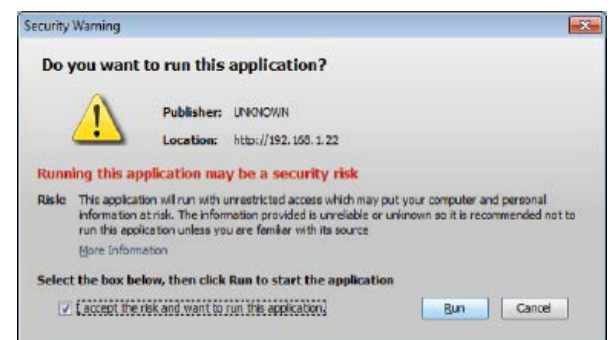 Security Warning
Do you want to run this application?
Publisher: UNKNOWN
Location: http://192.168.1.22
Running this application may be a security risk
Risk: This application will run with unrestricted access which may put your computer and personal
information at risk. The information provided is unreliable or unknown so it is recommended not to
run this application unless you are familiar with its source
More Information
Select the box below, then click Run to start the application
I accept the risk and want to run this application.
Run Cancel